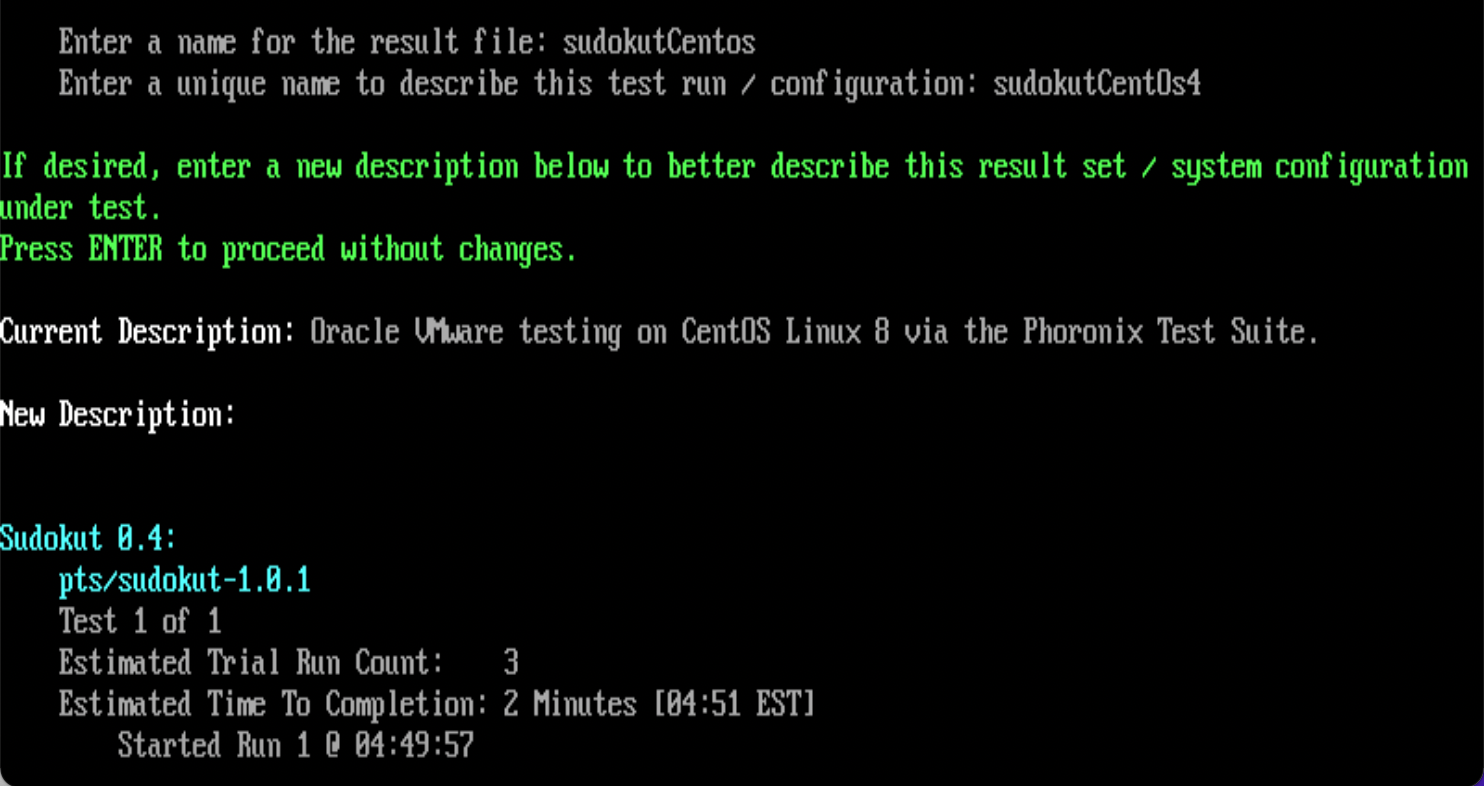 Enter a name for the result file: sudokutCentos
Enter a unique name to describe this test run / configuration: sudokutCentOs4
If desired, enter a new description below to better describe this result set / system configuration
under test.
Press ENTER to proceed without changes.
Current Description: Oracle VMware testing on CentOS Linux 8 via the Phoronix Test Suite.
New Description:
Sudokut 0.4:
pts/sudokut-1.0.1
Test 1 of 1
Estimated Trial Run Count: 3
Estimated Time To Completion: 2 Minutes [04:51 EST]
Started Run 1 @ 04:49:57